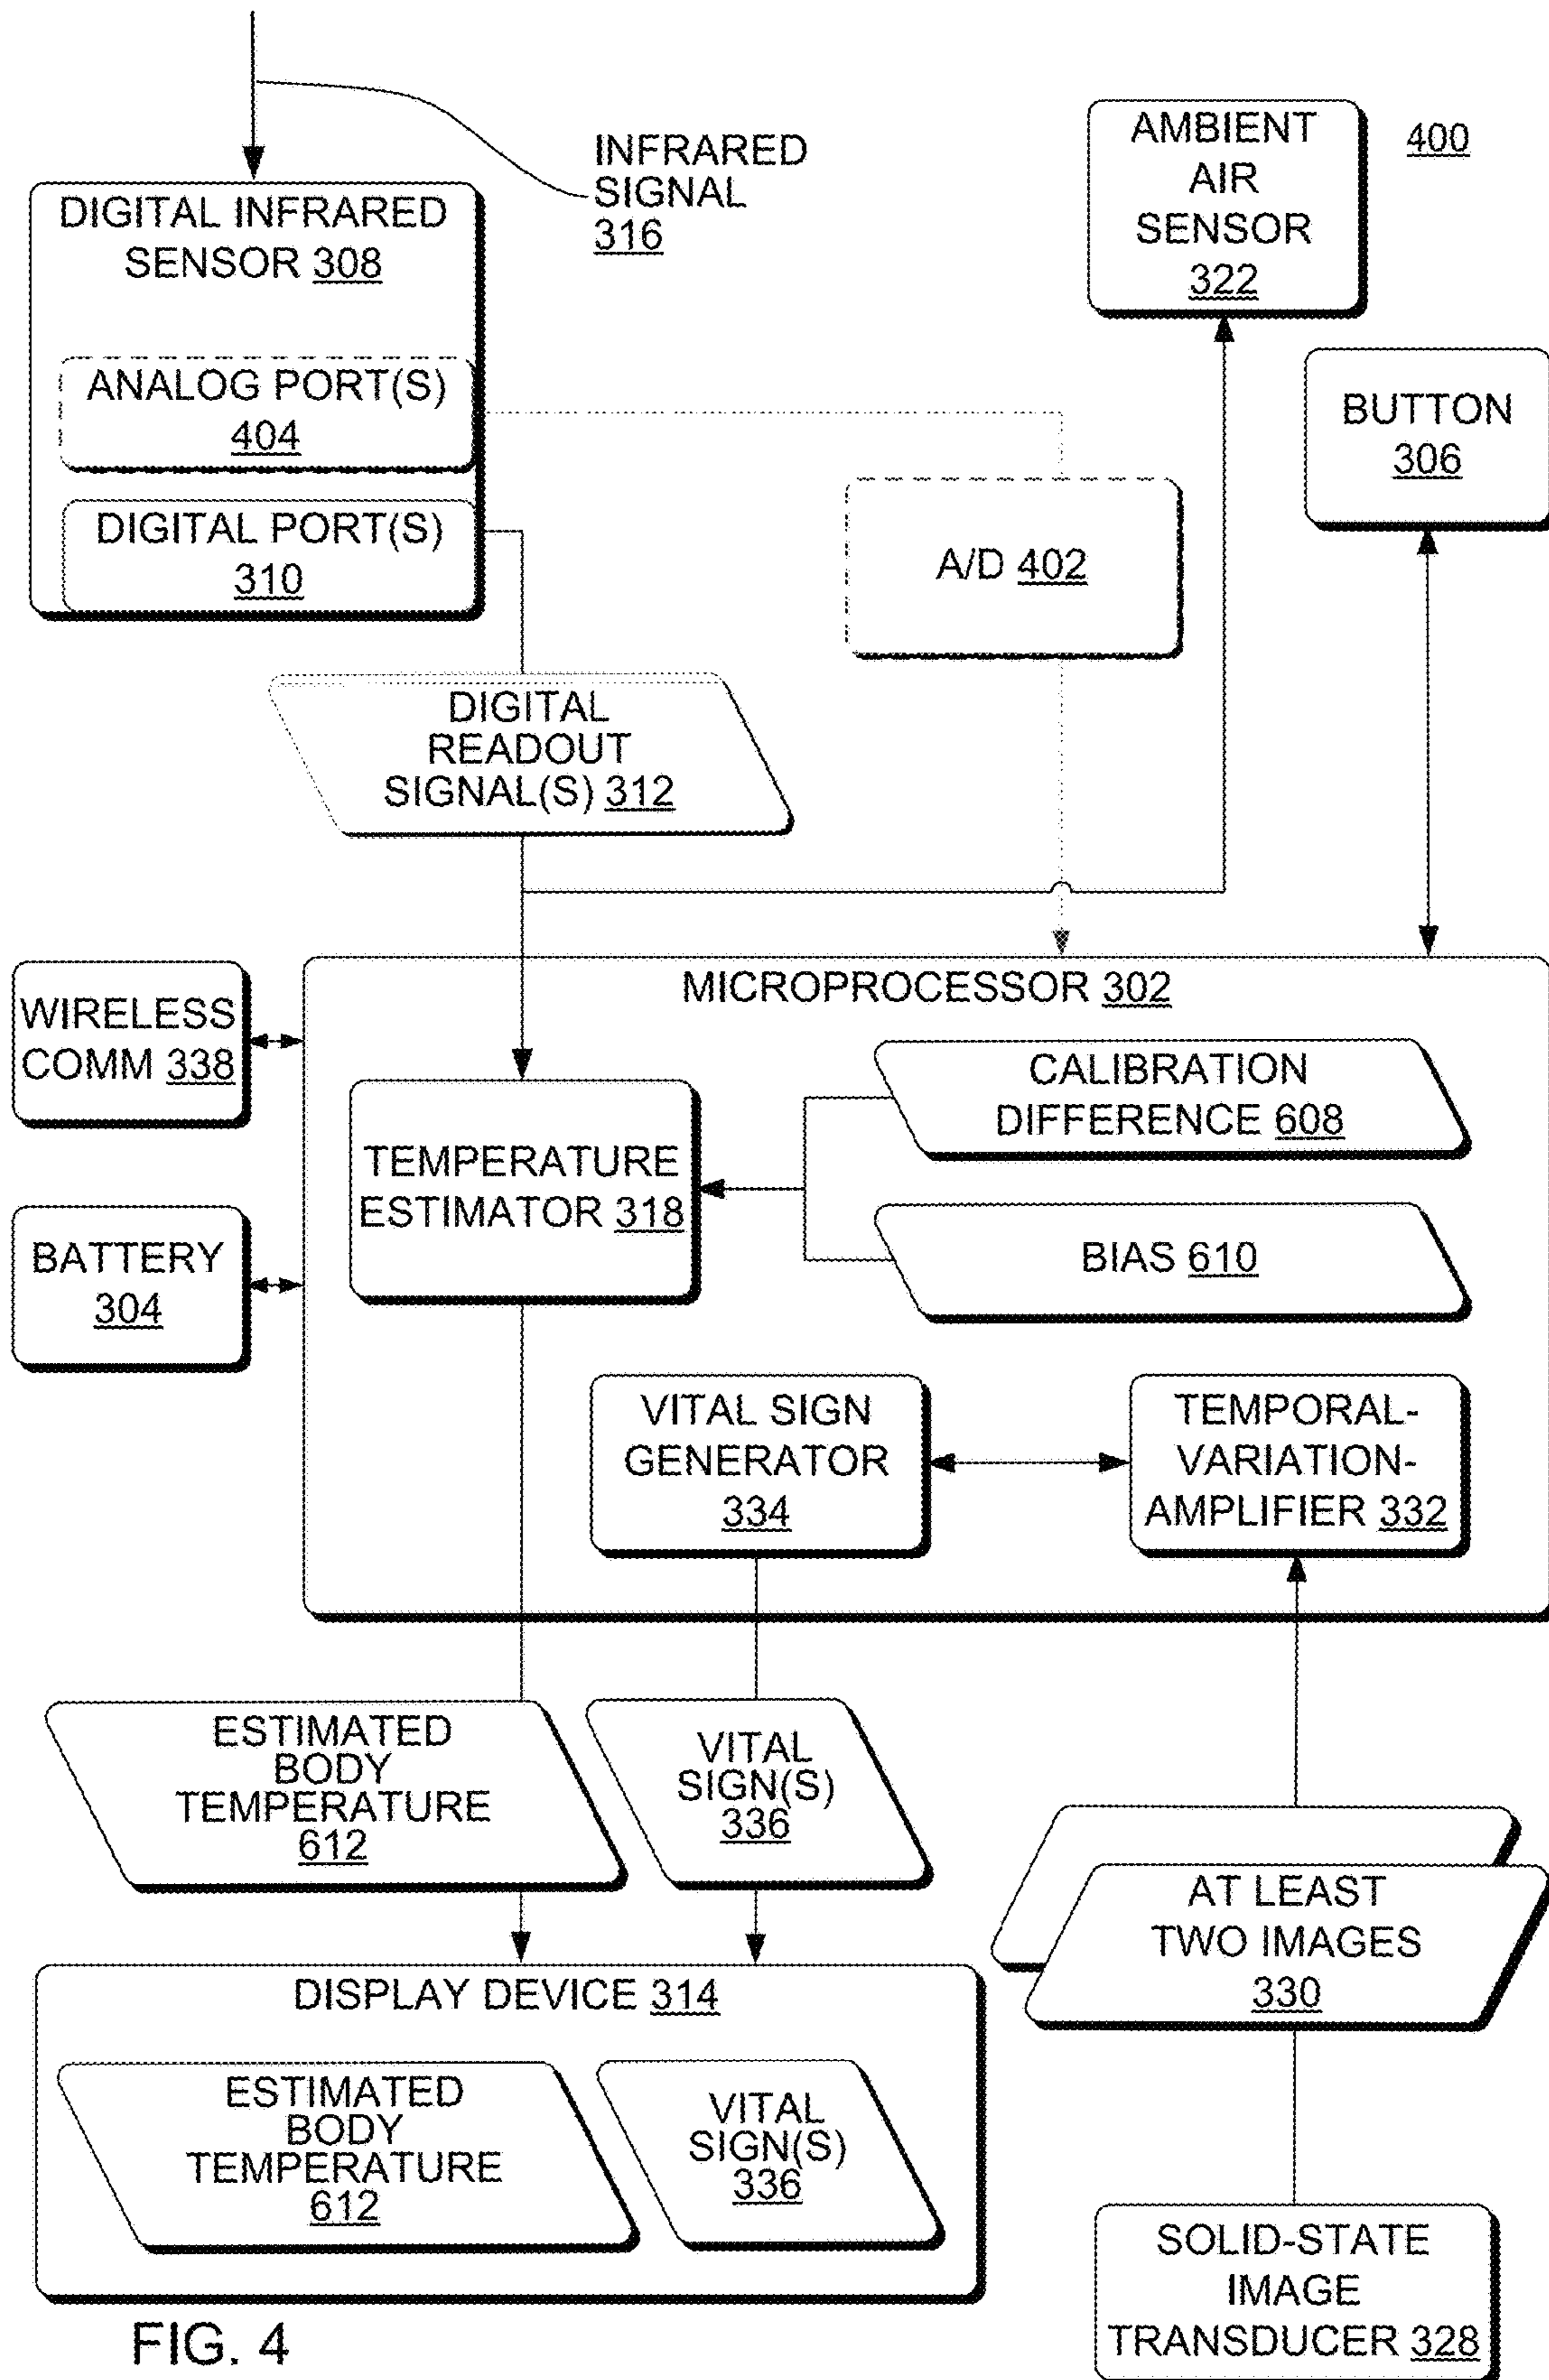 INFRARED
SIGNAL
316
AMBIENT
AIR
SENSOR
322
400
DIGITAL INFRARED
SENSOR 308
ANALOG PORT(S)
404
DIGITAL PORT(S)
310
BUTTON
306
A/D 402
DIGITAL
READOUT
SIGNAL(S) 312
MICROPROCESSOR 302
WIRELESS
COMM 338
CALIBRATION
DIFFERENCE 608
TEMPERATURE
ESTIMATOR 318
BATTERY
304
BIAS 610
VITAL SIGN
GENERATOR
334
TEMPORAL-
VARIATION-
AMPLIFIER 332
ESTIMATED
BODY
TEMPERATURE
612
VITAL
SIGN(S)
336
AT LEAST
TWO IMAGES
330
DISPLAY DEVICE 314
ESTIMATED
BODY
TEMPERATURE
612
VITAL
SIGN(S)
336
SOLID-STATE
IMAGE
TRANSDUCER 328
FIG. 4